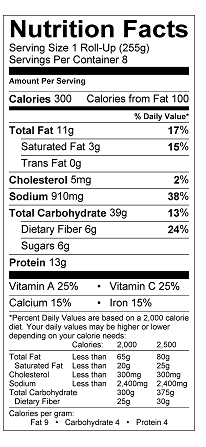 Nutrition Facts
Serving Size 1 Roll-Up (255g)
Servings Per Container 8
Amount Per Serving
Calories 300 Calories from Fat 100
% Daily Value*
Total Fat 11g 17%
Saturated Fat 3g 15%
Trans Fat 0g
Cholesterol 5mg 2%
Sodium 910mg 38%
Total Carbohydrate 39g 13%
Dietary Fiber 6g 24%
Sugars 6g
Protein 13g
Vitamin A 25% • Vitamin C 25%
Calcium 15% • Iron 15%
*Percent Daily Values are based on a 2,000 calorie
diet. Your daily values may be higher or lower
depending on your calorie needs:
Calories: 2,000 2,500
Total Fat Less than 65g 80g
Saturated Fat Less than 20g 25g
Cholesterol Less than 300mg 300mg
Sodium Less than 2,400mg 2,400mg
Total Carbohydrate 300g 375g
Dietary Fiber 25g 30g
Calories per gram:
Fat 9 • Carbohydrate 4 • Protein 4